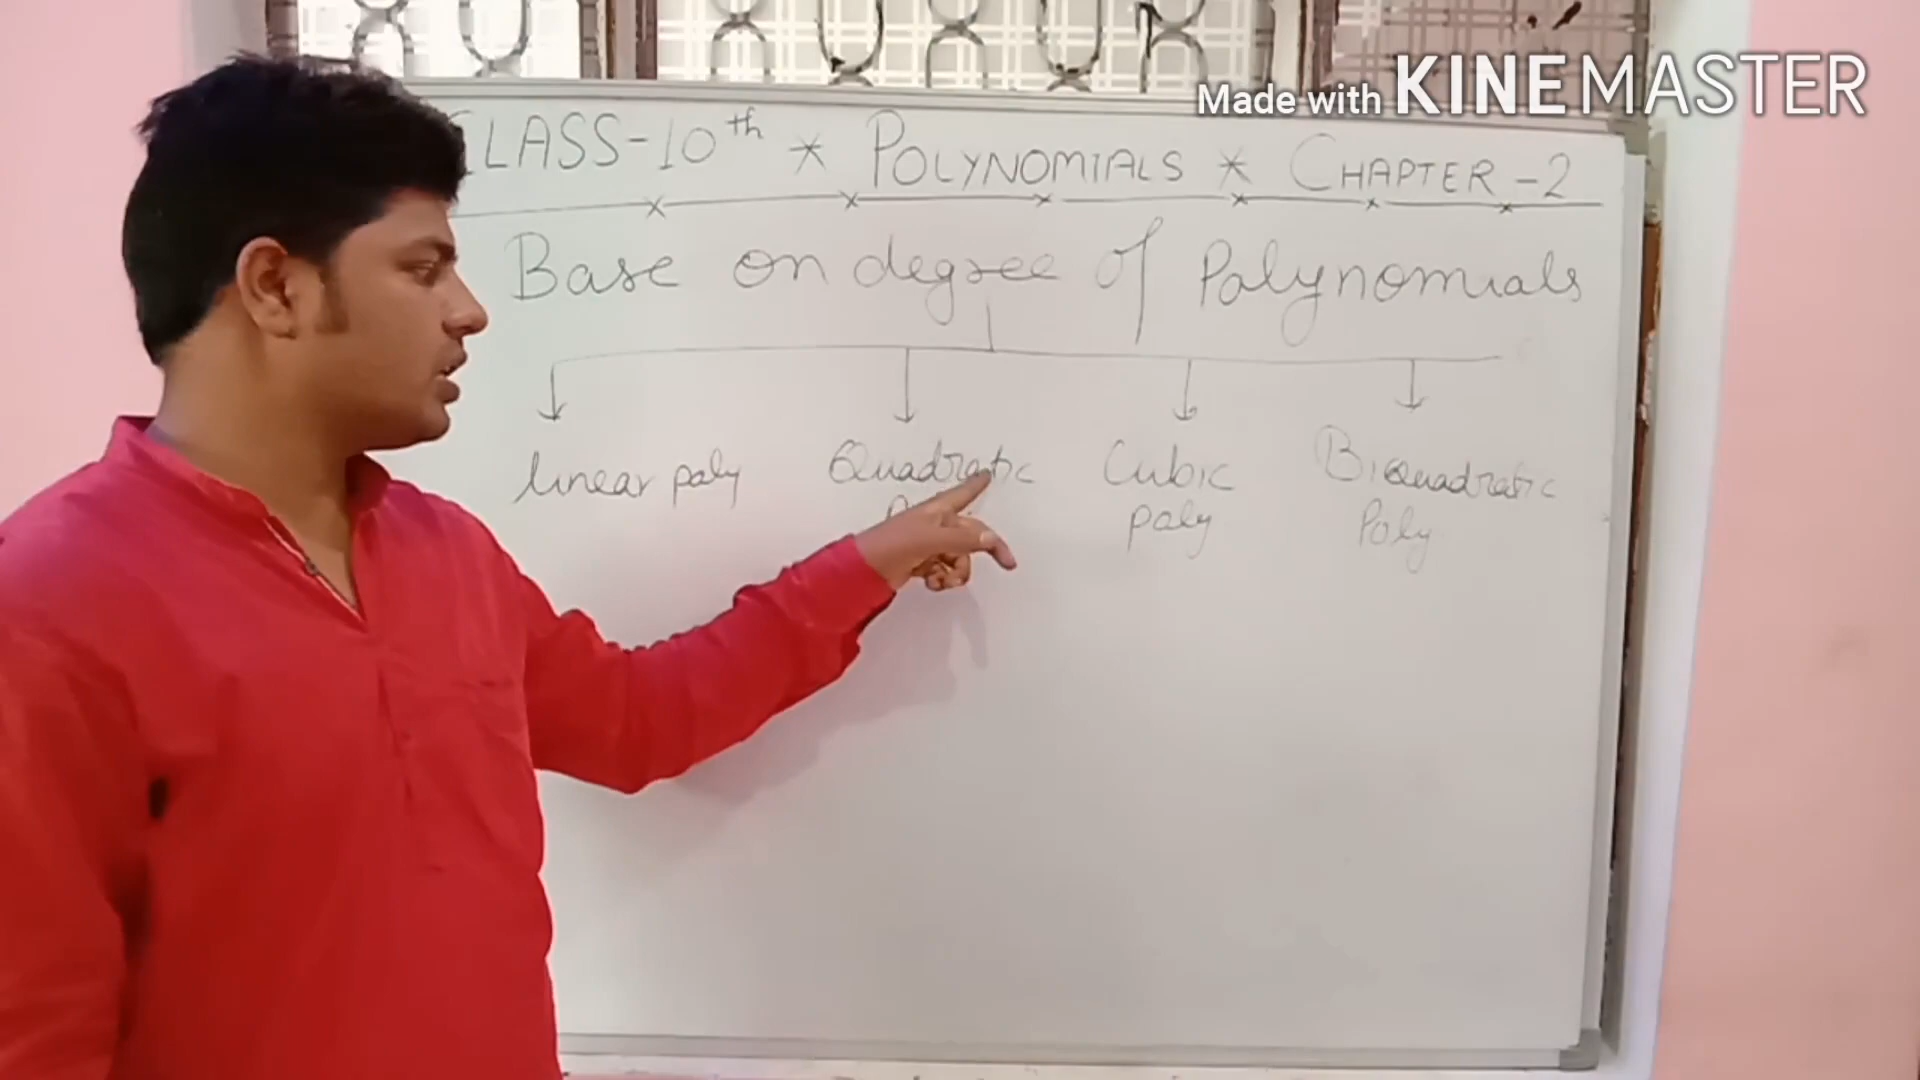 Made with KINEMASTER
CLASS-10th * POLYNOMIALS * CHAPTER-2
Base on degree of Polynomials
linear poly Quadratic Cubic BiQuadratic
paly Poly